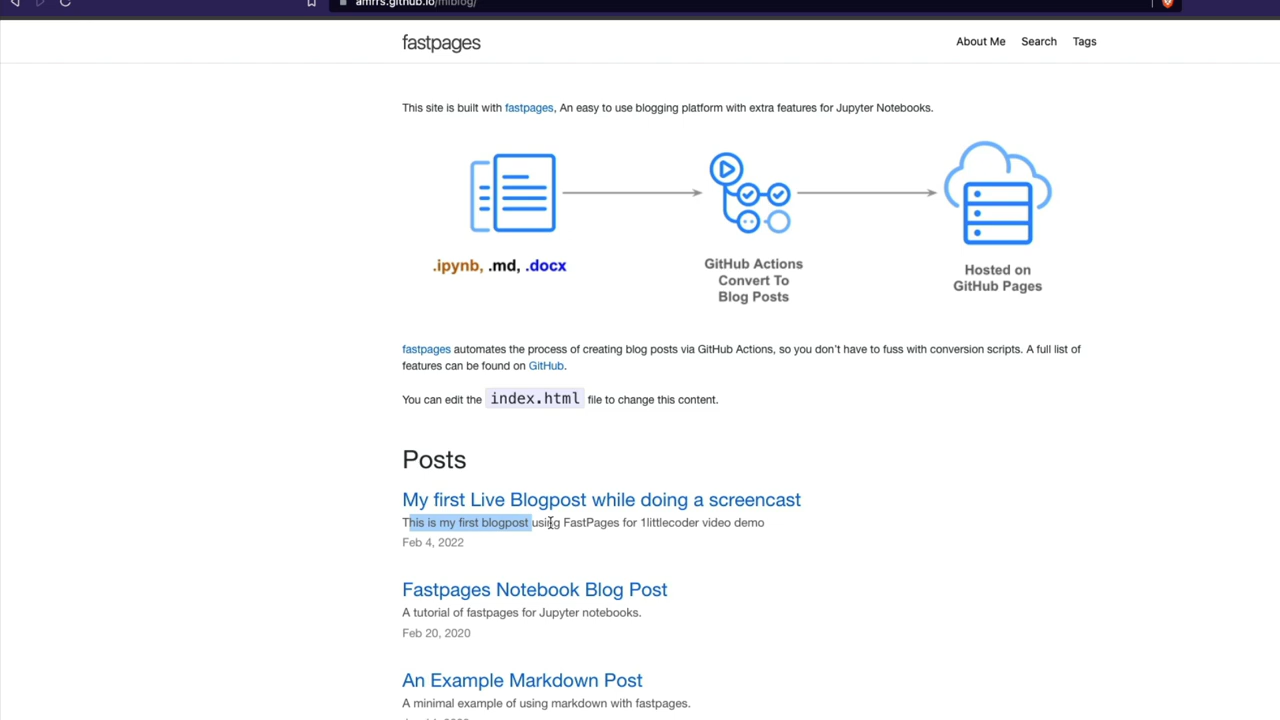 amrrs.github.io/mlblog/
fastpages
About Me Search Tags
This site is built with fastpages, An easy to use blogging platform with extra features for Jupyter Notebooks.
.ipynb, .md, .docx
GitHub Actions
Convert To
Blog Posts
Hosted on
GitHub Pages
fastpages automates the process of creating blog posts via GitHub Actions, so you don't have to fuss with conversion scripts. A full list of
features can be found on GitHub.
You can edit the index.html file to change this content.
Posts
My first Live Blogpost while doing a screencast
This is my first blogpost using FastPages for 1littlecoder video demo
Feb 4, 2022
Fastpages Notebook Blog Post
A tutorial of fastpages for Jupyter notebooks.
Feb 20, 2020
An Example Markdown Post
A minimal example of using markdown with fastpages.